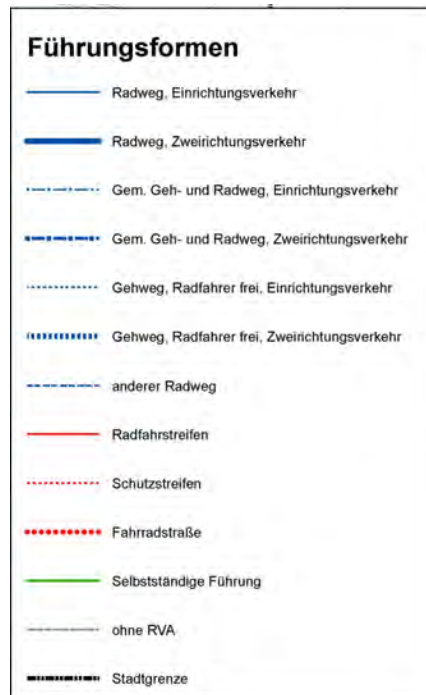 Führungsformen
Radweg, Einrichtungsverkehr
Radweg, Zweirichtungsverkehr
Gem. Geh- und Radweg, Einrichtungsverkehr
Gem. Geh- und Radweg, Zweirichtungsverkehr
Gehweg, Radfahrer frei, Einrichtungsverkehr
Gehweg, Radfahrer frei, Zweirichtungsverkehr
anderer Radweg
Radfahrstreifen
Schutzstreifen
Fahrradstraße
Selbstständige Führung
ohne RVA
Stadtgrenze